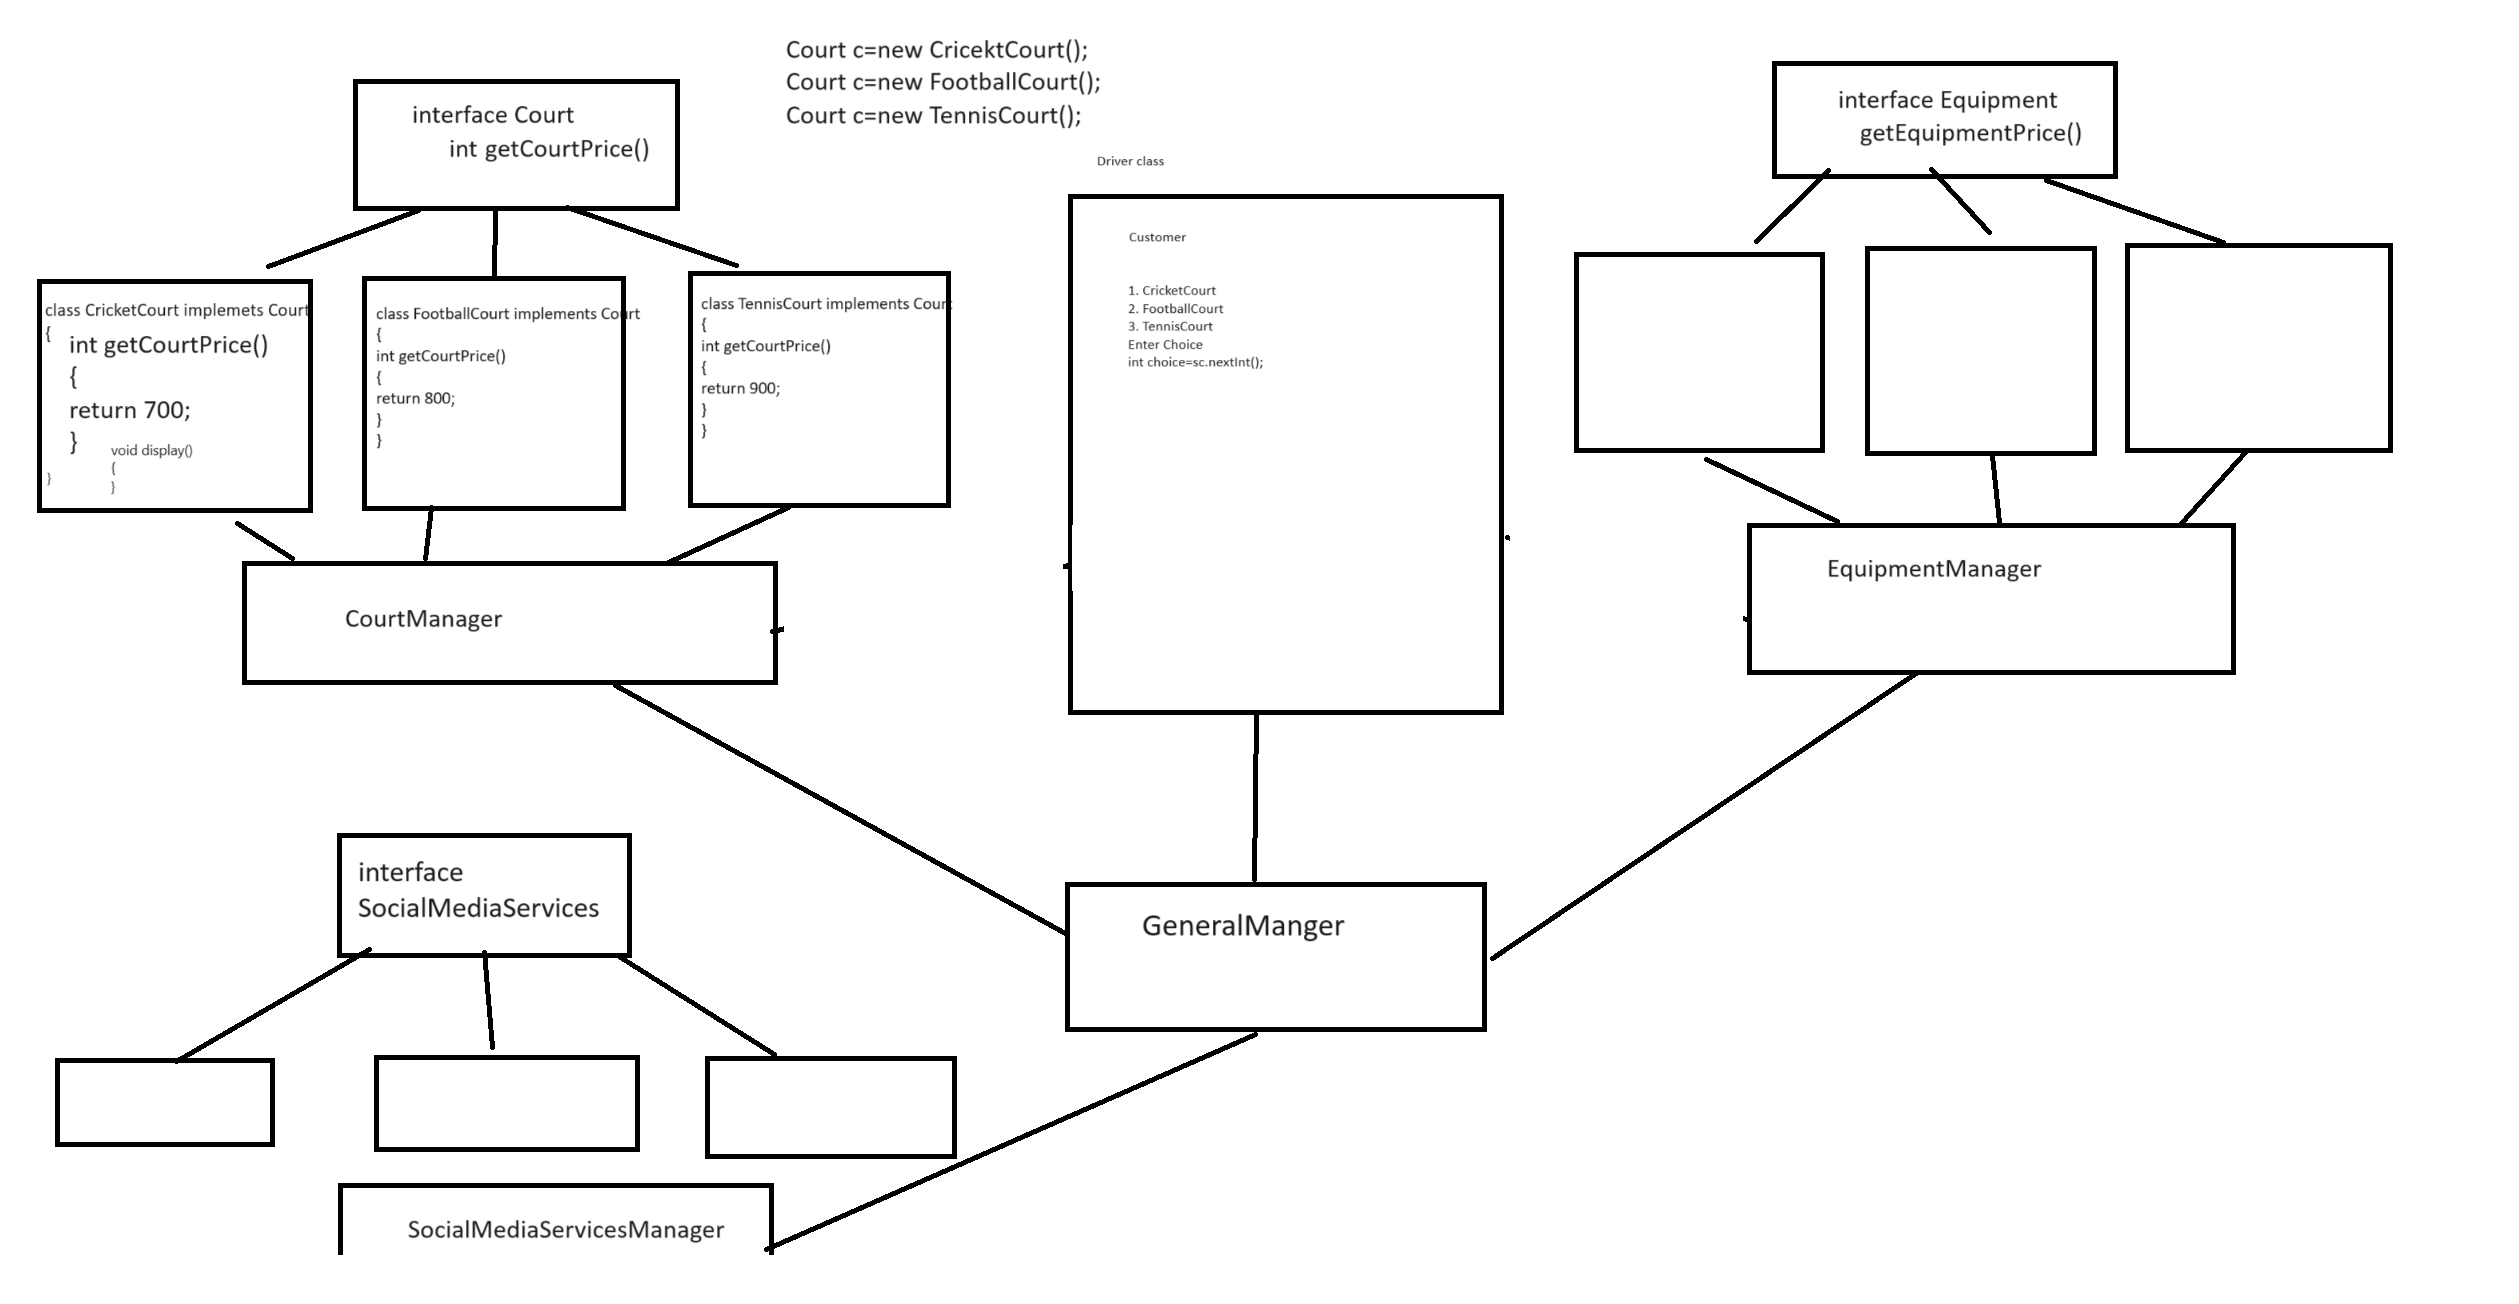 Court c=new CricektCourt();
Court c=new FootballCourt();
Court c=new TennisCourt();
interface Court
int getCourtPrice()
interface Equipment
getEquipmentPrice()
Driver class
Customer
1. CricketCourt
2. FootballCourt
3. TennisCourt
Enter Choice
int choice=sc.nextInt();
class CricketCourt implemets Court
{
int getCourtPrice()
{
return 700;
}
void display()
{
}
}
class FootballCourt implements Court
{
int getCourtPrice()
{
return 800;
}
}
class TennisCourt implements Court
{
int getCourtPrice()
{
return 900;
}
}
CourtManager
EquipmentManager
interface
SocialMediaServices
GeneralManger
SocialMediaServicesManager